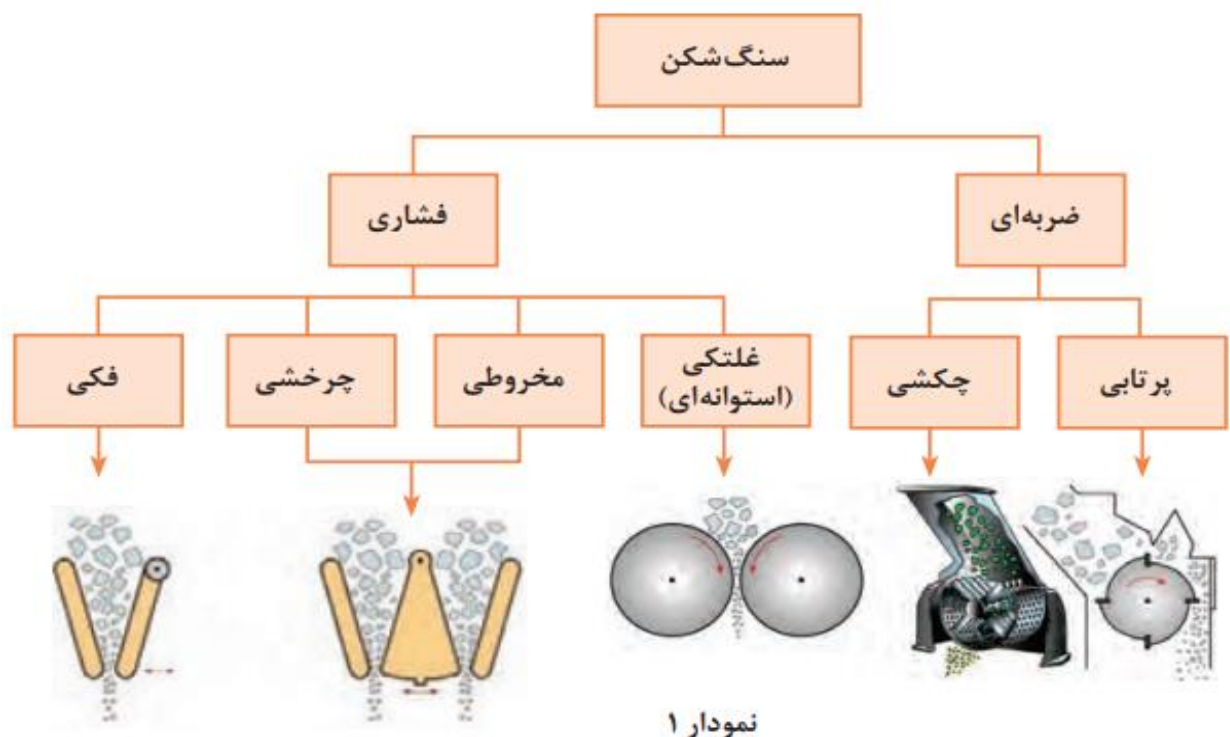 سنگ‌شکن
ضربه‌ای
فشاری
پرتابی
چکشی
غلتکی
(استوانه‌ای)
مخروطی
چرخشی
فکی
نمودار ۱